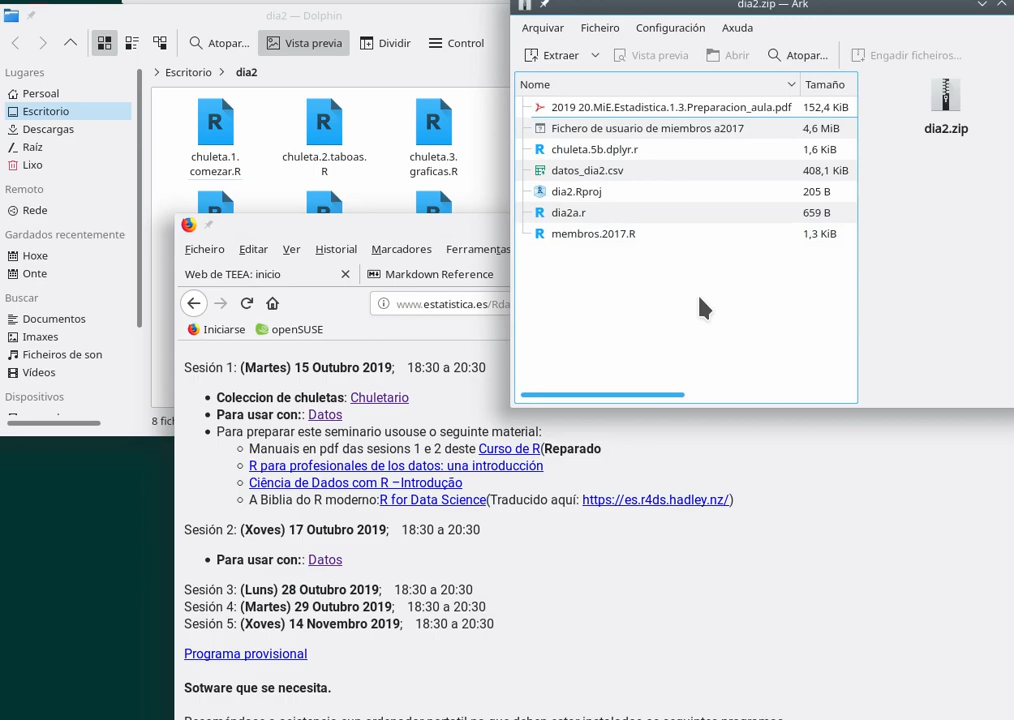 dia2 — Dolphin
Atopar...
Vista previa
Dividir
Control
Lugares
Persoal
Escritorio
Descargas
Raíz
Lixo
Remoto
Rede
Gardados recentemente
Hoxe
Onte
Buscar
Documentos
Imaxes
Ficheiros de son
Vídeos
Dispositivos
Escritorio > dia2
chuleta.1.
comezar.R
chuleta.2.taboas.
R
chuleta.3.
graficas.R
8 fich
dia2.zip — Ark
Arquivar Ficheiro Configuración Axuda
Extraer Vista previa Abrir Atopar... Engadir ficheiros...
Nome Tamaño
2019 20.MiE.Estadistica.1.3.Preparacion_aula.pdf 152,4 KiB
Fichero de usuario de miembros a2017 4,6 MiB
chuleta.5b.dplyr.r 1,6 KiB
datos_dia2.csv 408,1 KiB
dia2.Rproj 205 B
dia2a.r 659 B
membros.2017.R 1,3 KiB
dia2.zip
Ficheiro Editar Ver Historial Marcadores Ferramentas
Web de TEEA: inicio
Markdown Reference
www.estatistica.es/Rda
Iniciarse openSUSE
Sesión 1: (Martes) 15 Outubro 2019; 18:30 a 20:30
• Coleccion de chuletas: Chuletario
• Para usar con:: Datos
• Para preparar este seminario usouse o seguinte material:
Manuais en pdf das sesions 1 e 2 deste Curso de R(Reparado
R para profesionales de los datos: una introducción
Ciência de Dados com R –Introdução
A Biblia do R moderno:R for Data Science(Traducido aquí: https://es.r4ds.hadley.nz/)
Sesión 2: (Xoves) 17 Outubro 2019; 18:30 a 20:30
• Para usar con:: Datos
Sesión 3: (Luns) 28 Outubro 2019; 18:30 a 20:30
Sesión 4: (Martes) 29 Outubro 2019; 18:30 a 20:30
Sesión 5: (Xoves) 14 Novembro 2019; 18:30 a 20:30
Programa provisional
Sotware que se necesita.